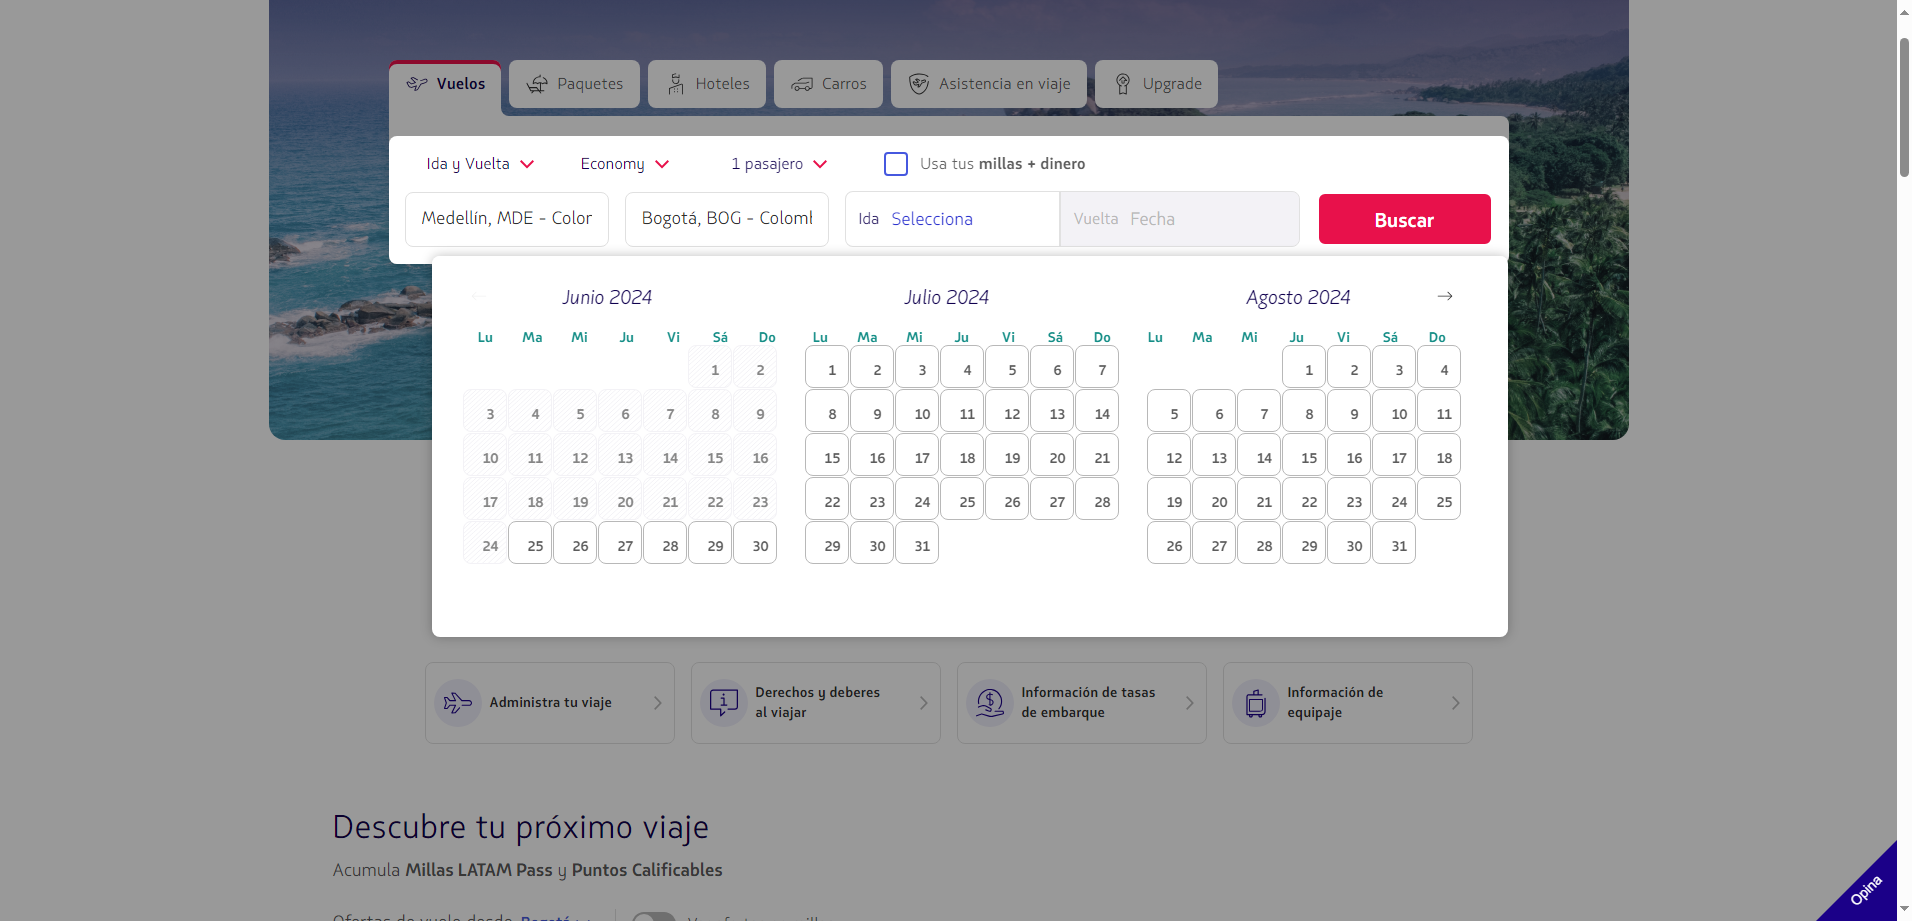 Vuelos Paquetes Hoteles Carros Asistencia en viaje Upgrade
Ida y Vuelta Economy 1 pasajero Usa tus millas + dinero
Medellín, MDE - Color Bogotá, BOG - Colom Ida Selecciona Vuelta Fecha Buscar
Junio 2024 Julio 2024 Agosto 2024
Lu Ma Mi Ju Vi Sá Do Lu Ma Mi Ju Vi Sá Do Lu Ma Mi Ju Vi Sá Do
1 2 1 2 3 4 5 6 7 1 2 3 4
3 4 5 6 7 8 9 8 9 10 11 12 13 14 5 6 7 8 9 10 11
10 11 12 13 14 15 16 15 16 17 18 19 20 21 12 13 14 15 16 17 18
17 18 19 20 21 22 23 22 23 24 25 26 27 28 19 20 21 22 23 24 25
24 25 26 27 28 29 30 29 30 31 26 27 28 29 30 31
Administra tu viaje
Derechos y deberes
al viajar
Información de tasas
de embarque
Información de
equipaje
Descubre tu próximo viaje
Acumula Millas LATAM Pass y Puntos Calificables
Ofertas de vuelo desde Bogotá
Opina